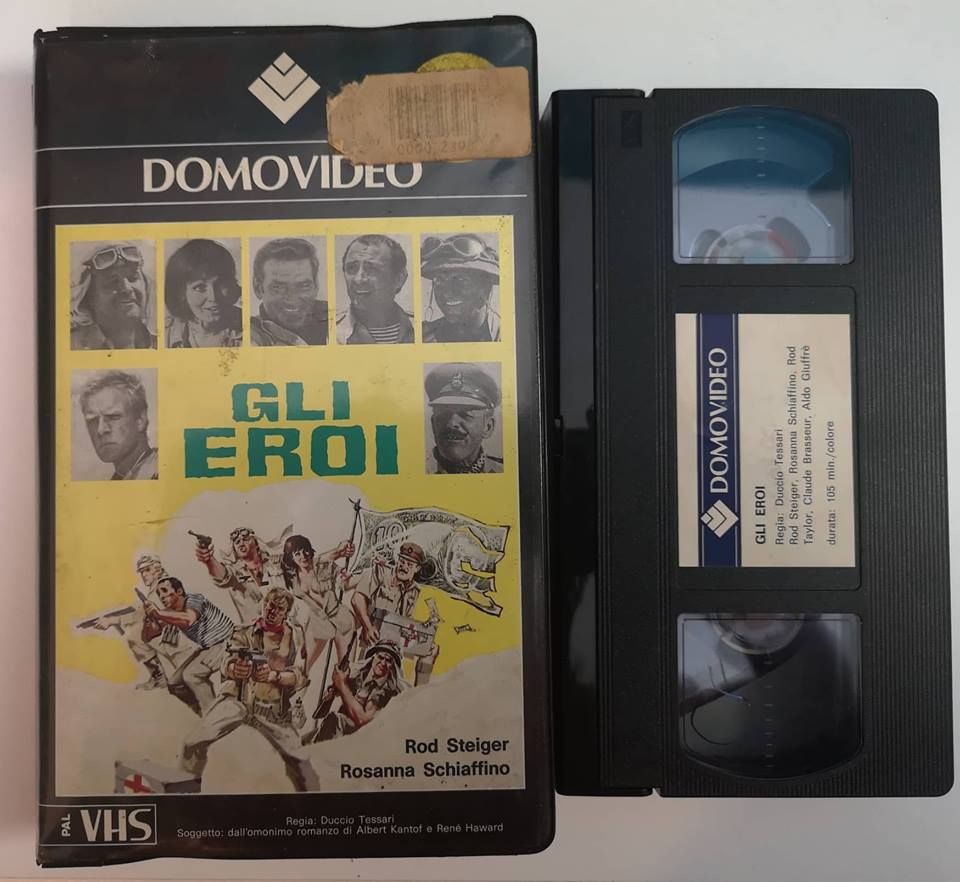 DOMOVIDEO
GLI
EROI
Rod Steiger
Rosanna Schiaffino
PAL
VHS
Regia: Duccio Tessari
Soggetto: dall'omonimo romanzo di Albert Kantof e René Haward
DOMOVIDEO
GLI EROI
Regia: Duccio Tessari
Rod Steiger, Rosanna Schiaffino, Rod
Taylor, Claude Brasseur, Aldo Giuffrè
durata: 105 min./colore